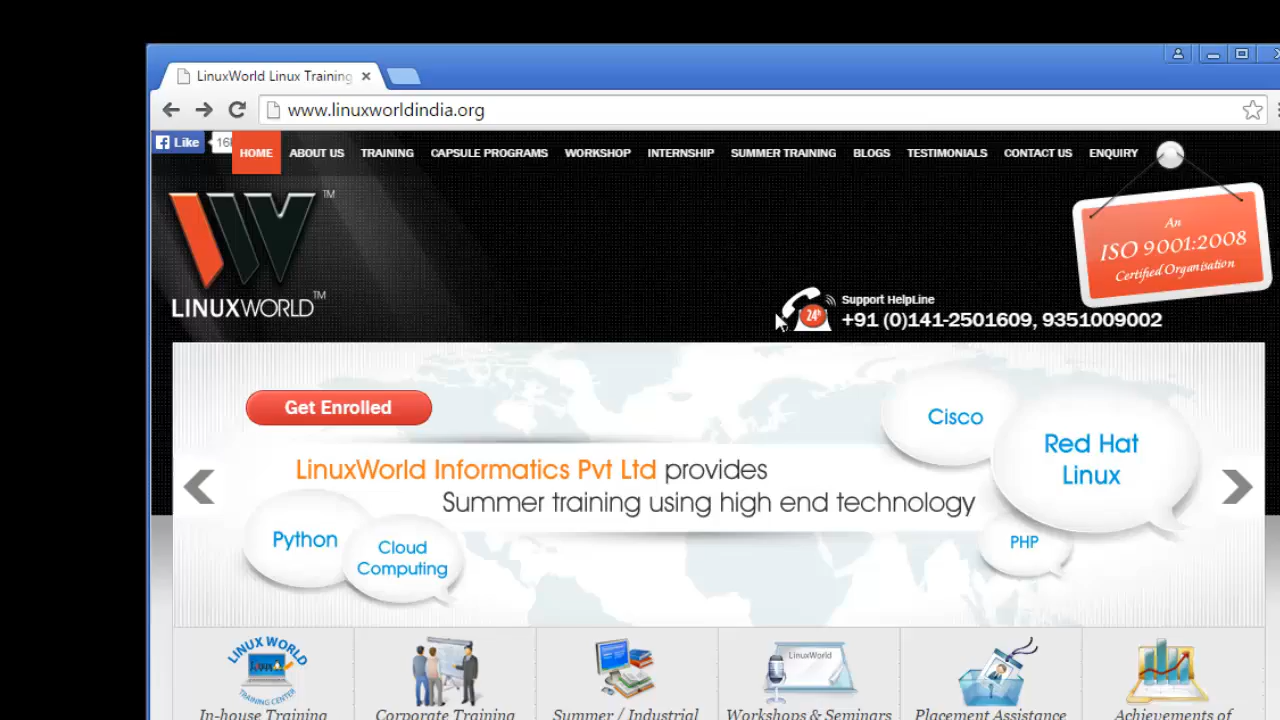 LinuxWorld Linux Training
www.linuxworldindia.org
Like
HOME ABOUT US TRAINING CAPSULE PROGRAMS WORKSHOP INTERNSHIP SUMMER TRAINING BLOGS TESTIMONIALS CONTACT US ENQUIRY
TM
LINUXWORLD TM
An
ISO 9001:2008
Certified Organisation
24h
Support HelpLine
+91 (0)141-2501609, 9351009002
Get Enrolled
Cisco
Red Hat
Linux
LinuxWorld Informatics Pvt Ltd provides
Summer training using high end technology
Python
Cloud
Computing
PHP
LINUX WORLD
TRAINING CENTER
LinuxWorld
In-house Training
Corporate Training
Summer / Industrial
Workshops & Seminars
Placement Assistance
Achievements of